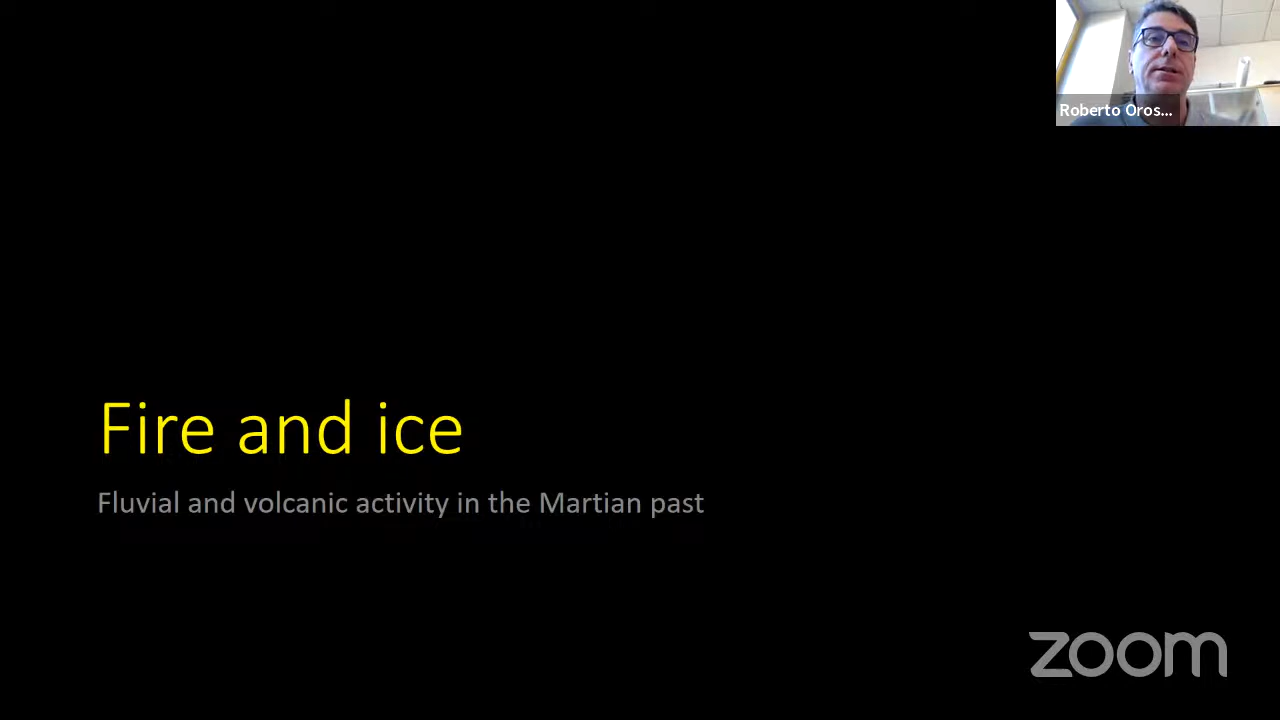 Roberto Oros...
Fire and ice
Fluvial and volcanic activity in the Martian past
zoom